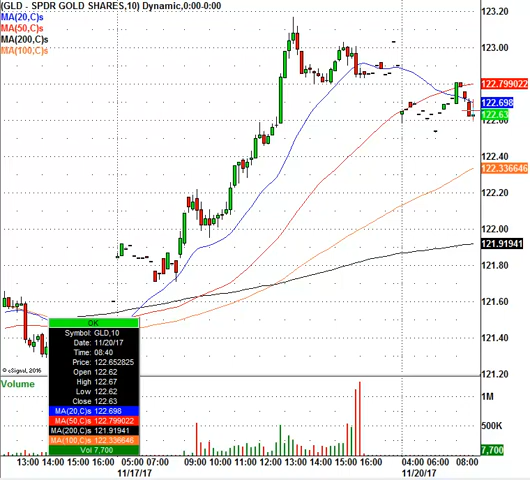 (GLD - SPDR GOLD SHARES,10) Dynamic,0:00-0:00
MA(20,C)s
MA(50,C)s
MA(200,C)s
MA(100,C)s
123.20
123.00
122.799022
122.698
122.63
122.60
122.40
122.336646
122.20
122.00
121.91941
121.80
121.60
121.40
121.20
OK
Symbol: GLD,10
Date: 11/20/17
Time: 08:40
Price: 122.652825
Open 122.62
High 122.67
Low 122.62
Close 122.63
MA(20,C)s 122.698
MA(50,C)s 122.799022
MA(200,C)s 121.91941
MA(100,C)s 122.336646
Vol 7,700
© eSignal, 2016
Volume
1M
500K
7,700
13:00 14:00 15:00 16:00 05:00 07:00 09:00 10:00 11:00 12:00 13:00 14:00 15:00 16:00 04:00 06:00 08:00
11/17/17 11/20/17